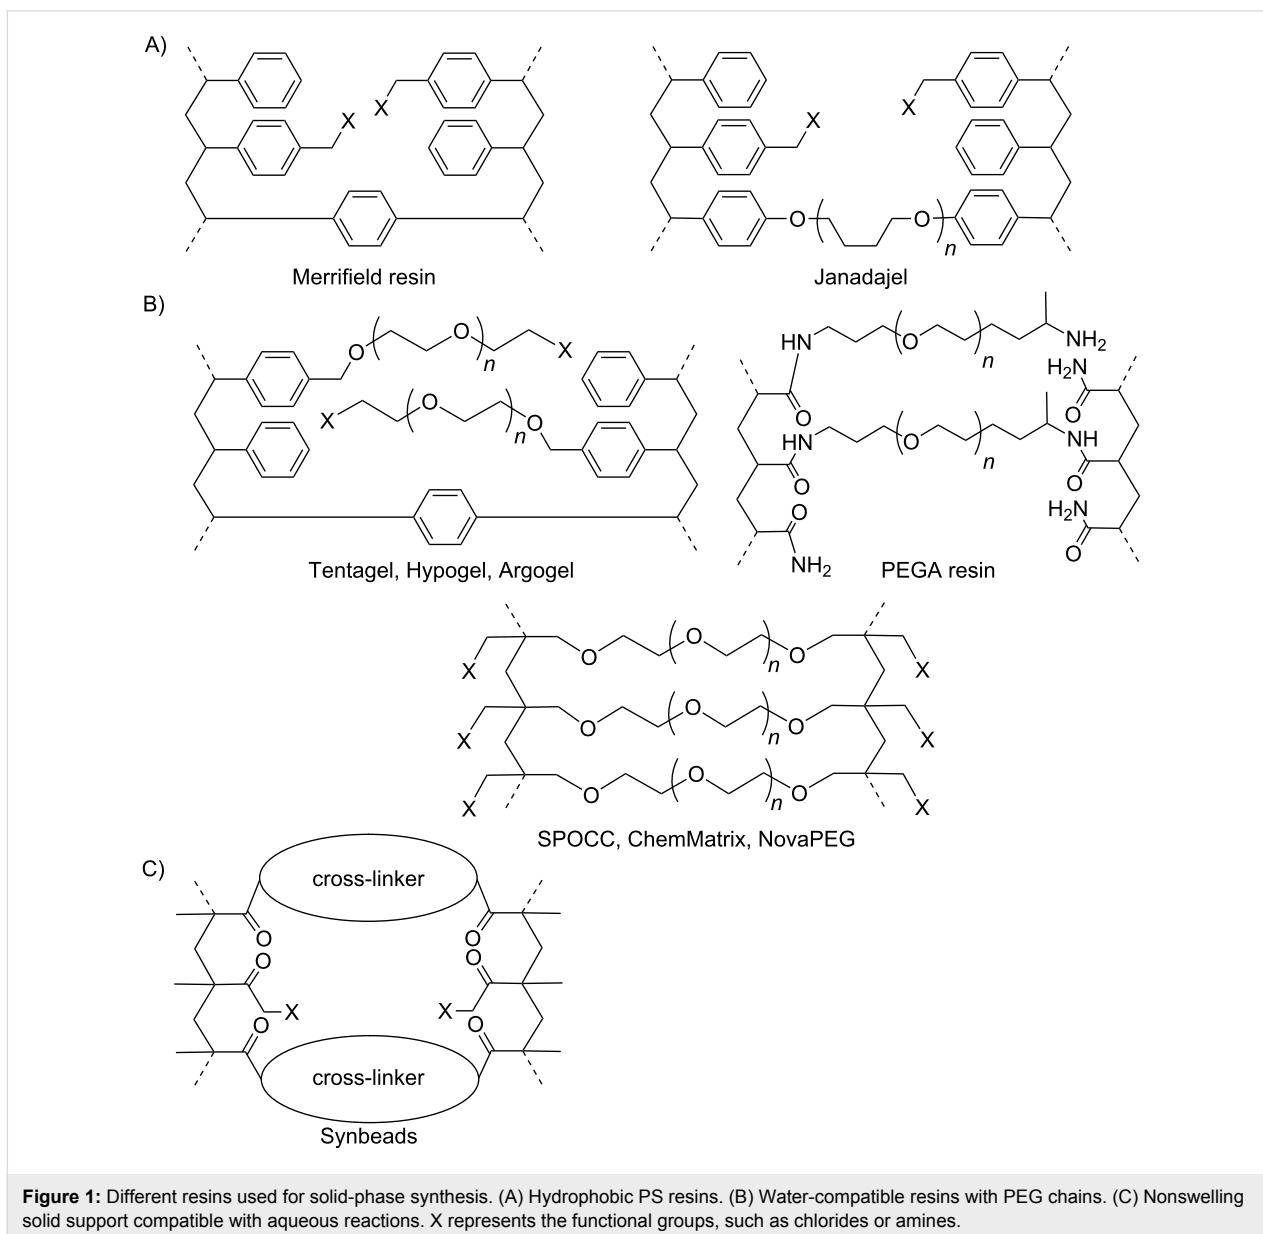 A)
X
X
X
X
O
O
n
Merrifield resin
Janadajel
B)
O
O
n
X
X
O
n
O
HN
O
n
NH2
H2N
O
O
HN
O
n
NH
O
O
O
NH2
H2N
O
Tentagel, Hypogel, Argogel
PEGA resin
X
O
O
n
O
X
X
O
O
n
O
X
X
O
O
n
O
X
SPOCC, ChemMatrix, NovaPEG
C)
cross-linker
O
O
O
O
X
X
O
O
cross-linker
Synbeads
Figure 1: Different resins used for solid-phase synthesis. (A) Hydrophobic PS resins. (B) Water-compatible resins with PEG chains. (C) Nonswelling
solid support compatible with aqueous reactions. X represents the functional groups, such as chlorides or amines.